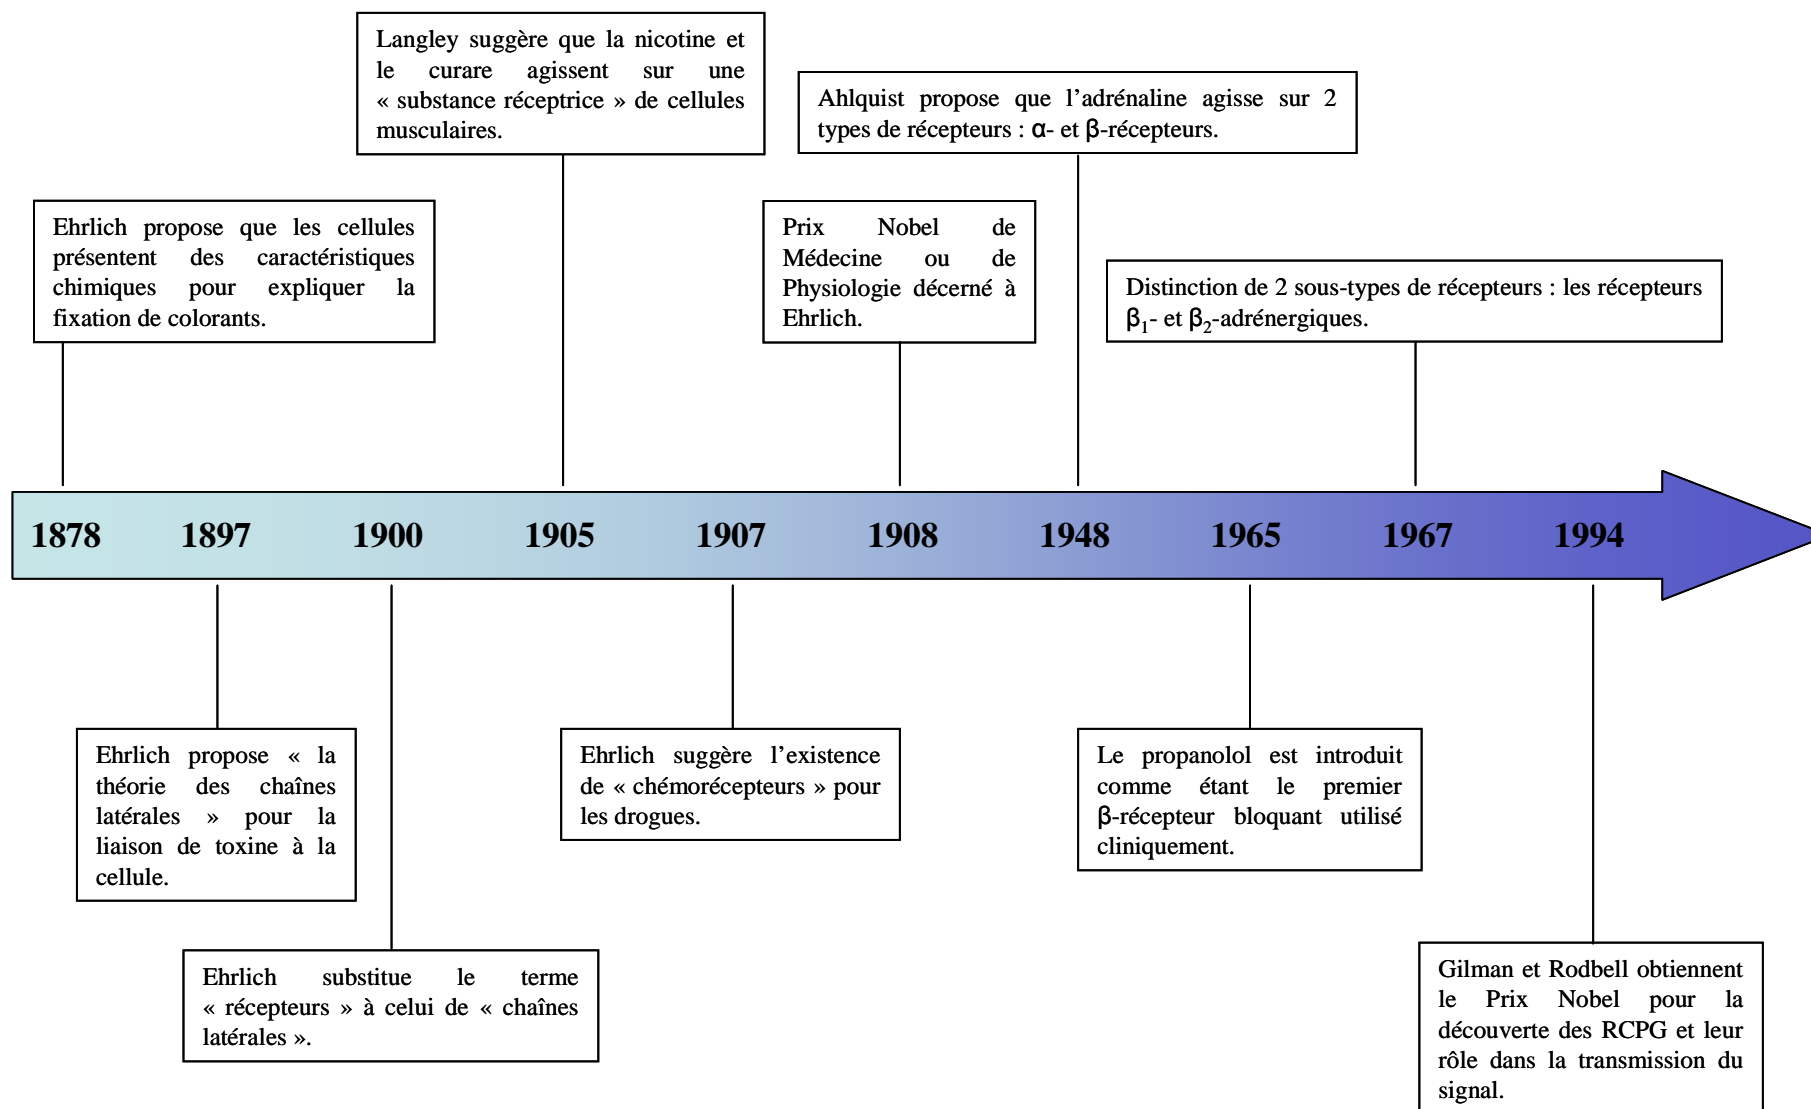 Langley suggère que la nicotine et
le curare agissent sur une
« substance réceptrice » de cellules
musculaires.
Ahlquist propose que l’adrénaline agisse sur 2
types de récepteurs : α- et β-récepteurs.
Ehrlich propose que les cellules
présentent des caractéristiques
chimiques pour expliquer la
fixation de colorants.
Prix Nobel de
Médecine ou de
Physiologie décerné à
Ehrlich.
Distinction de 2 sous-types de récepteurs : les récepteurs
β₁- et β₂-adrénergiques.
1878 1897 1900 1905 1907 1908 1948 1965 1967 1994
Ehrlich propose « la
théorie des chaînes
latérales » pour la
liaison de toxine à la
cellule.
Ehrlich suggère l’existence
de « chémorécepteurs » pour
les drogues.
Le propanolol est introduit
comme étant le premier
β-récepteur bloquant utilisé
cliniquement.
Ehrlich substitue le terme
« récepteurs » à celui de « chaînes
latérales ».
Gilman et Rodbell obtiennent
le Prix Nobel pour la
découverte des RCPG et leur
rôle dans la transmission du
signal.